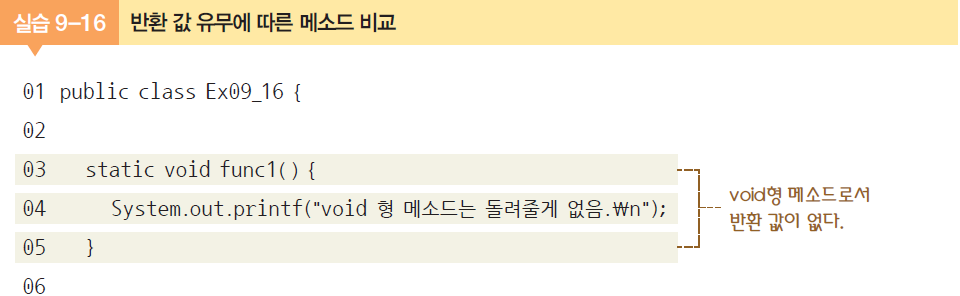 실습 9-16 반환 값 유무에 따른 메소드 비교
01 public class Ex09_16 {
02
03 static void func1( ) {
04 System.out.printf("void 형 메소드는 돌려줄게 없음.₩n");
05 }
06
void형 메소드로서
반환 값이 없다.